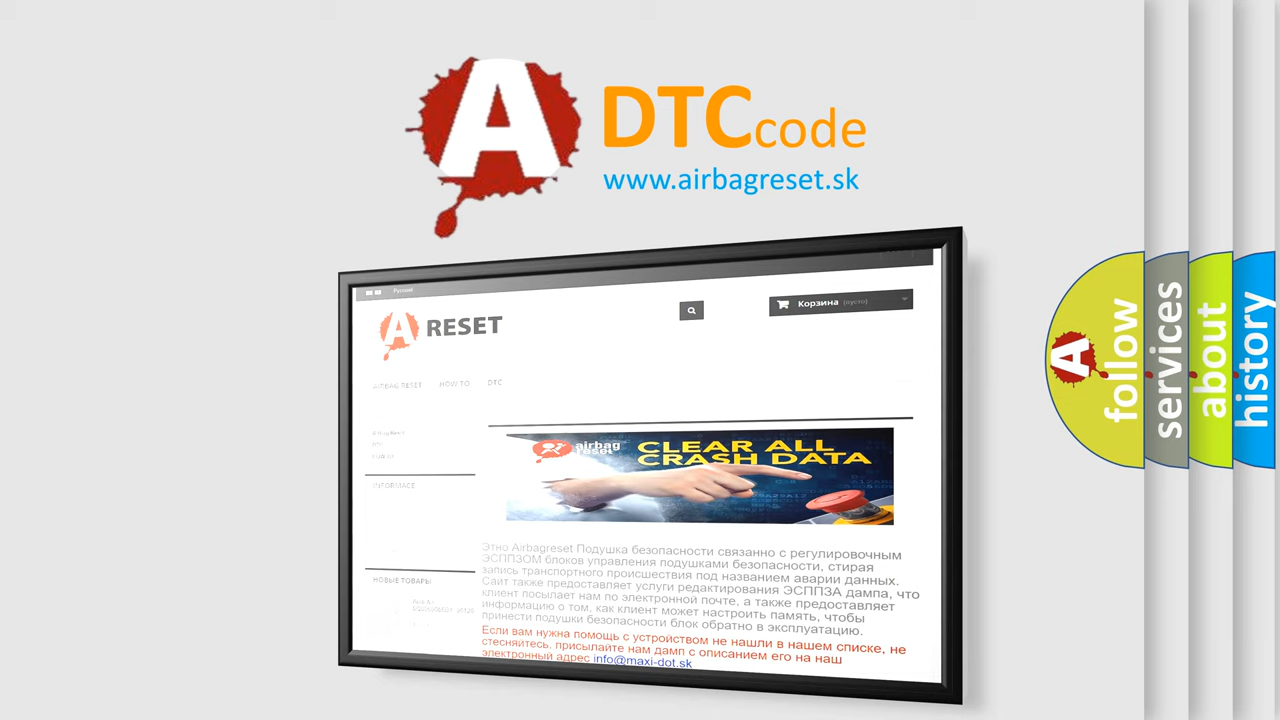 A
DTCcode
www.airbagreset.sk
Русский
A RESET
Корзина (пусто)
AIRBAG RESET HOW TO DTC
INFORMACE
НОВЫЕ ТОВАРЫ
airbag reset
CLEAR ALL
CRASH DATA
Этно Airbagreset Подушка безопасности связанно с регулировочным
ЭСППЗОМ блоков управления подушками безопасности, стирая
запись транспортного происшествия под названием аварии данных.
Сайт также предоставляет услуги редактирования ЭСППЗА дампа, что
клиент посылает нам по электронной почте, а также предоставляет
информацию о том, как клиент может настроить память, чтобы
принести подушки безопасности блок обратно в эксплуатацию.
Если вам нужна помощь с устройством не нашли в нашем списке, не
стесняйтесь, присылайте нам дамп с описанием его на наш
электронный адрес info@maxi-dot.sk
A
follow
services
about
history